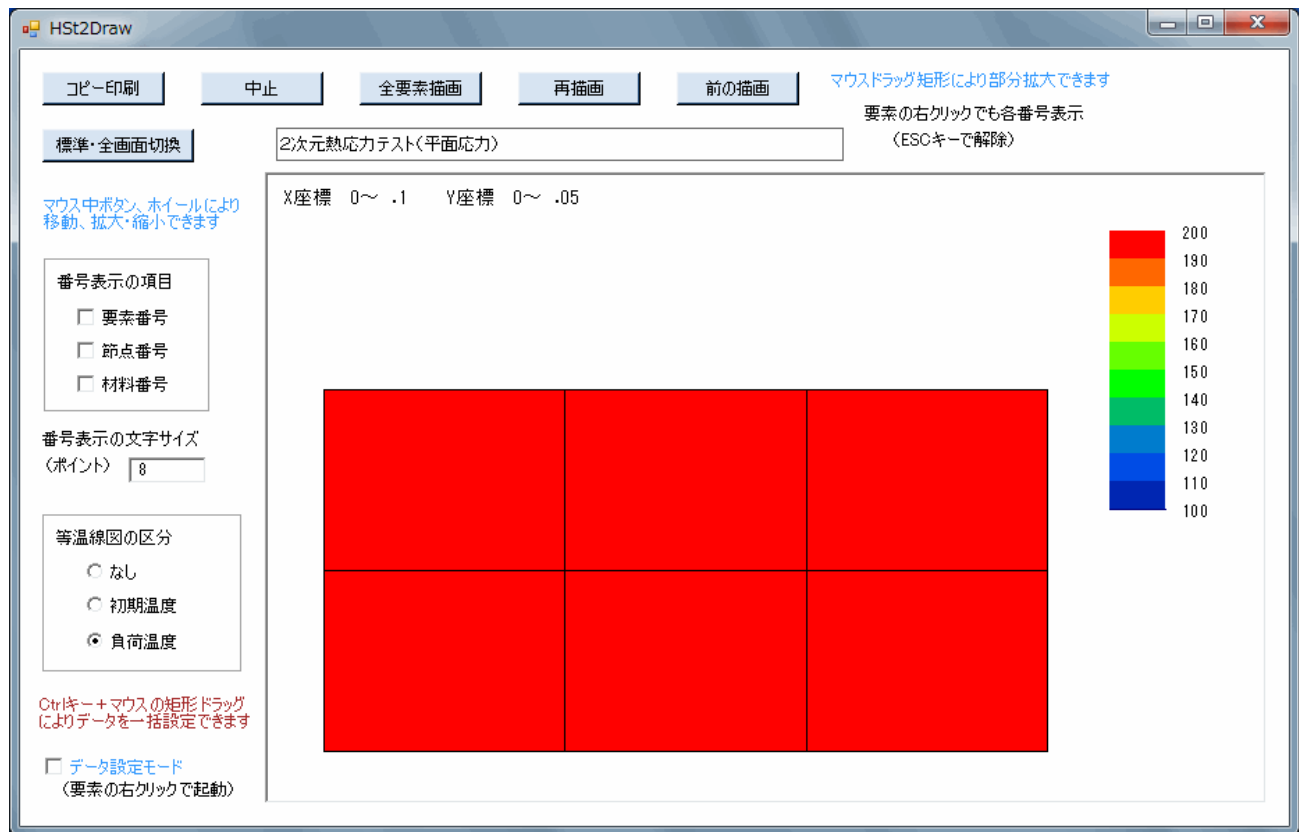 HSt2Draw
コピー印刷
中止
全要素描画
再描画
前の描画
マウスドラッグ矩形により部分拡大できます
要素の右クリックでも各番号表示
(ESCキーで解除)
標準・全画面切換
2次元熱応力テスト(平面応力)
マウス中ボタン、ホイールにより
移動、拡大・縮小できます
X座標 0～ .1 Y座標 0～ .05
200
190
180
170
160
150
140
130
120
110
100
番号表示の項目
要素番号
節点番号
材料番号
番号表示の文字サイズ
(ポイント) 8
等温線図の区分
なし
初期温度
負荷温度
Ctrlキー＋マウスの矩形ドラッグ
によりデータを一括設定できます
データ設定モード
(要素の右クリックで起動)